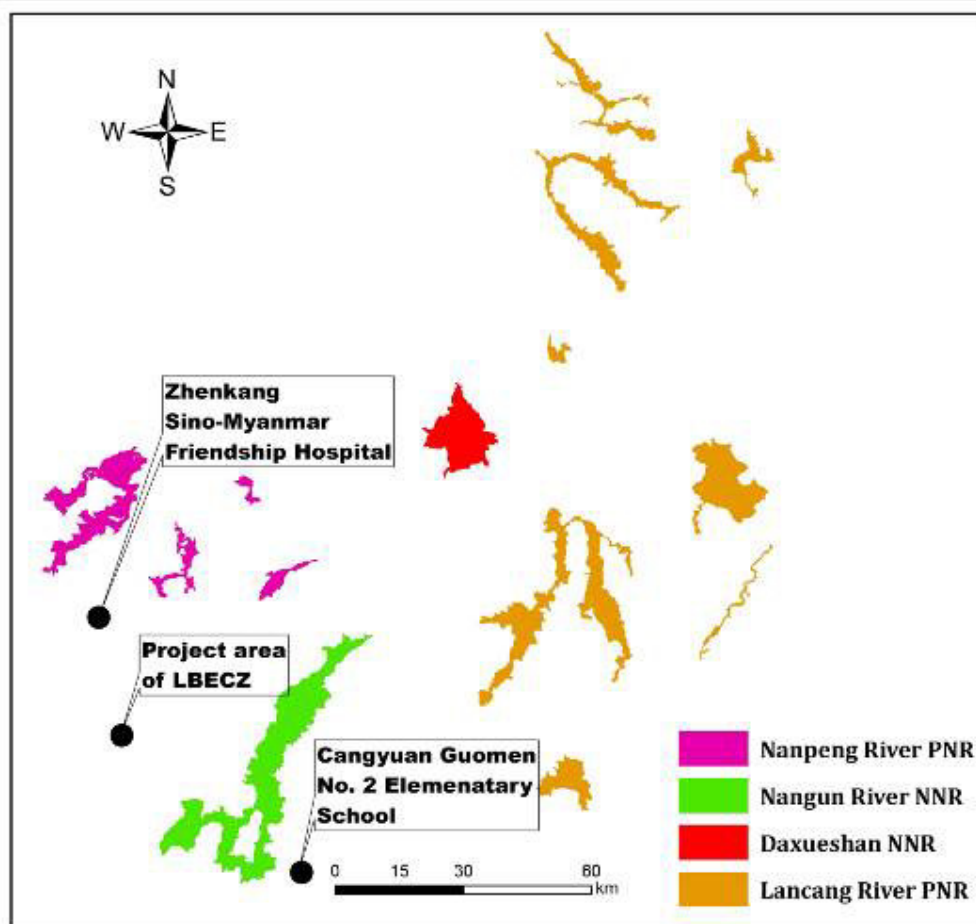 N
W E
S
Zhenkang
Sino-Myanmar
Friendship Hospital
Project area
of LBECZ
Cangyuan Guomen
No. 2 Elemenatary
School
0 15 30 60
km
Nanpeng River PNR
Nangun River NNR
Daxueshan NNR
Lancang River PNR